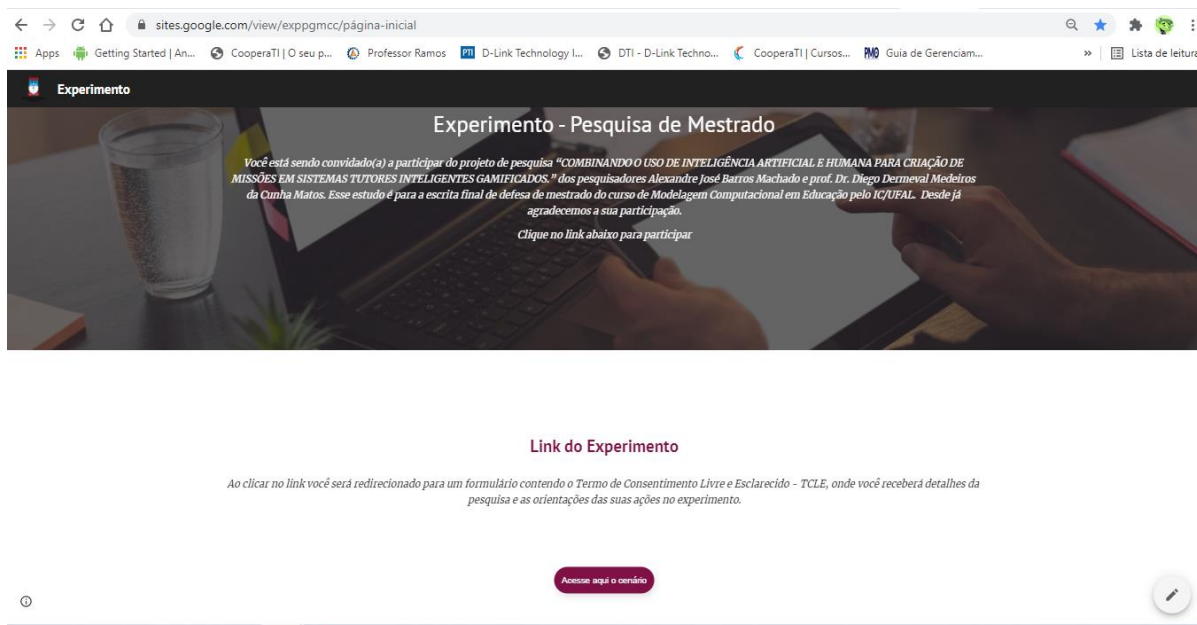 sites.google.com/view/exppgmcc/página-inicial
Apps Getting Started | An... CooperaTI | O seu p... Professor Ramos PTI D-Link Technology I... DTI - D-Link Techno... CooperaTI | Cursos... PMO Guia de Gerenciam... » Lista de leitura
Experimento
Experimento - Pesquisa de Mestrado
Você está sendo convidado(a) a participar do projeto de pesquisa “COMBINANDO O USO DE INTELIGÊNCIA ARTIFICIAL E HUMANA PARA CRIAÇÃO DE
MISSÕES EM SISTEMAS TUTORES INTELIGENTES GAMIFICADOS.” dos pesquisadores Alexandre José Barros Machado e prof. Dr. Diego Dermeval Medeiros
da Cunha Matos. Esse estudo é para a escrita final de defesa de mestrado do curso de Modelagem Computacional em Educação pelo IC/UFAL. Desde já
agradecemos a sua participação.
Clique no link abaixo para participar
Link do Experimento
Ao clicar no link você será redirecionado para um formulário contendo o Termo de Consentimento Livre e Esclarecido - TCLE, onde você receberá detalhes da
pesquisa e as orientações das suas ações no experimento.
Acesse aqui o cenário